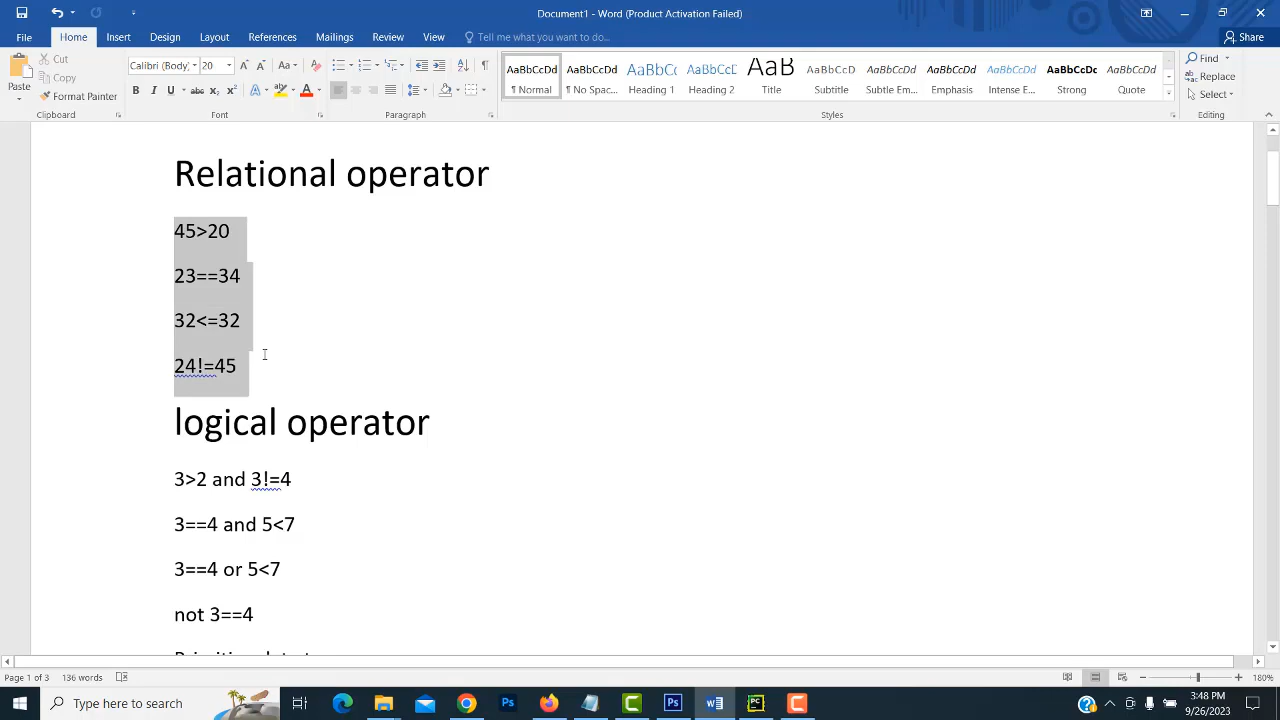 Document1 - Word (Product Activation Failed)
File Home Insert Design Layout References Mailings Review View Tell me what you want to do... Share
Paste Cut Copy Format Painter
Calibri (Body) 20
AaBbCcDd AaBbCcDd AaBbCc AaBbCcD AaB AaBbCcD AaBbCcDd AaBbCcDd AaBbCcDd AaBbCcDd AaBbCcDd
¶ Normal ¶ No Spac... Heading 1 Heading 2 Title Subtitle Subtle Em... Emphasis Intense E... Strong Quote
Find Replace Select
Clipboard Font Paragraph Styles Editing
Relational operator
45>20
23==34
32<=32
24!=45
logical operator
3>2 and 3!=4
3==4 and 5<7
3==4 or 5<7
not 3==4
Page 1 of 3 136 words 180%
Type here to search
3:48 PM
9/26/2023